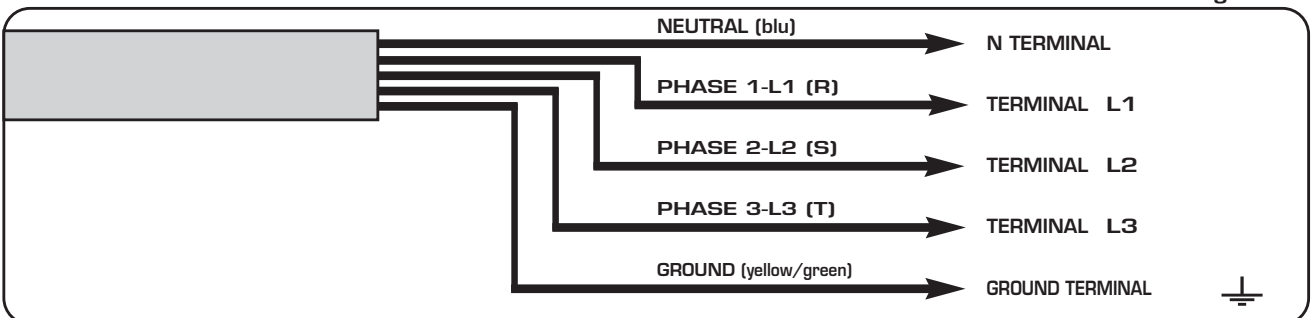 NEUTRAL (blu) N TERMINAL
PHASE 1-L1 (R) TERMINAL L1
PHASE 2-L2 (S) TERMINAL L2
PHASE 3-L3 (T) TERMINAL L3
GROUND (yellow/green) GROUND TERMINAL